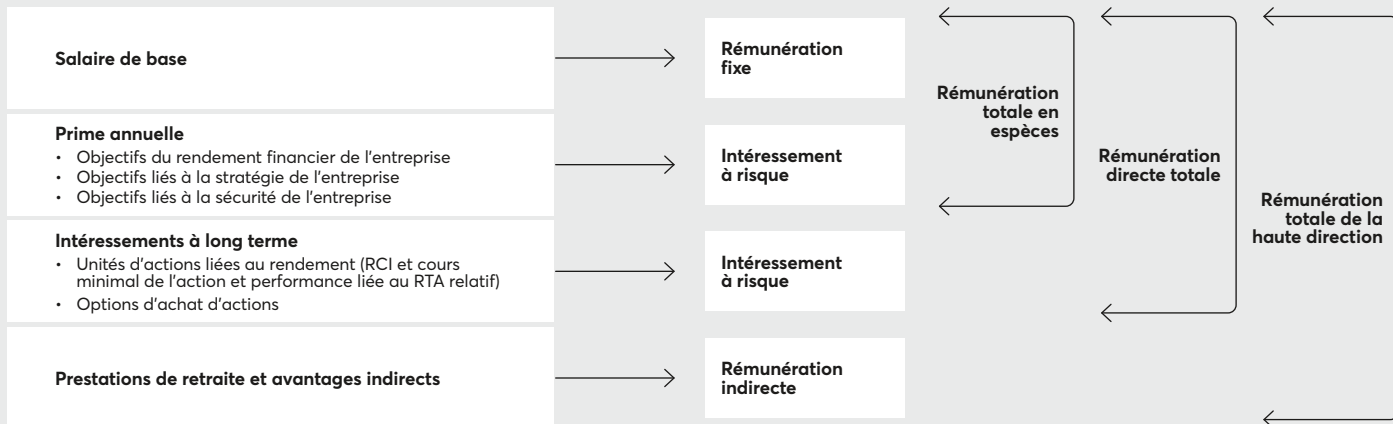 Salaire de base
Rémunération
fixe
Prime annuelle
• Objectifs du rendement financier de l'entreprise
• Objectifs liés à la stratégie de l'entreprise
• Objectifs liés à la sécurité de l'entreprise
Intéressement
à risque
Intéressements à long terme
• Unités d'actions liées au rendement (RCI et cours
minimal de l'action et performance liée au RTA relatif)
• Options d'achat d'actions
Intéressement
à risque
Prestations de retraite et avantages indirects
Rémunération
indirecte
Rémunération
totale en
espèces
Rémunération
directe totale
Rémunération
totale de la
haute direction